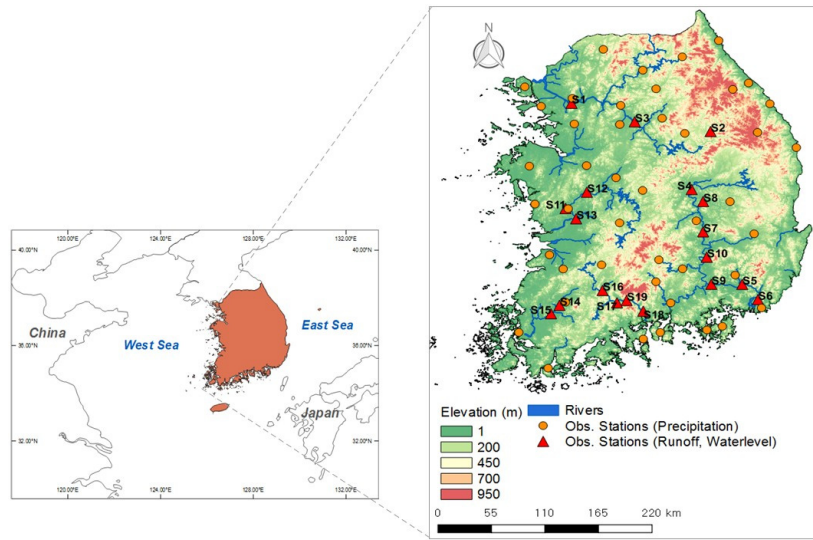 120.00°E
124.00°E
128.00°E
132.00°E
40.00°N
40.00°N
China
West Sea
East Sea
36.00°N
36.00°N
Japan
32.00°N
32.00°N
120.00°E
124.00°E
128.00°E
132.00°E
N
S1
S3
S2
S12
S4
S11
S8
S13
S7
S10
S9
S5
S16
S6
S14
S17
S19
S15
S18
Elevation (m)
1
200
450
700
950
Rivers
Obs. Stations (Precipitation)
Obs. Stations (Runoff, Waterlevel)
0 55 110 165 220 km